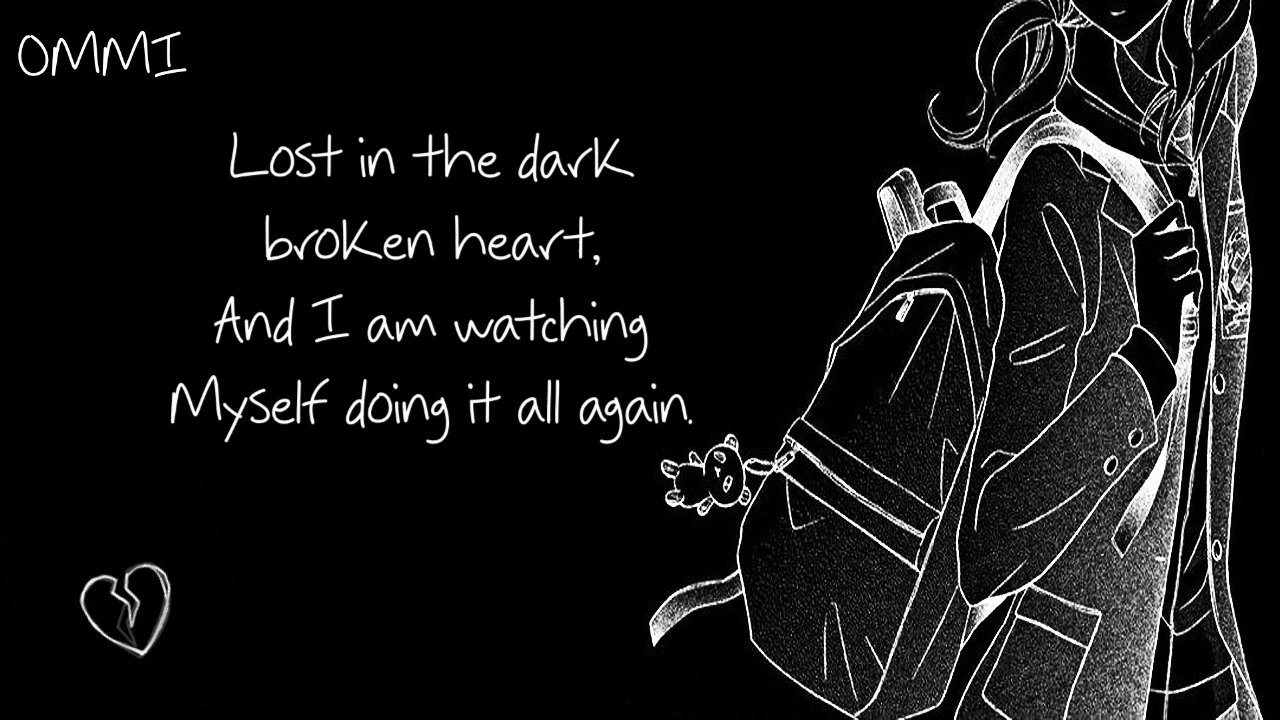 OMMI
Lost in the dark
broken heart,
And I am watching
Myself doing it all again.